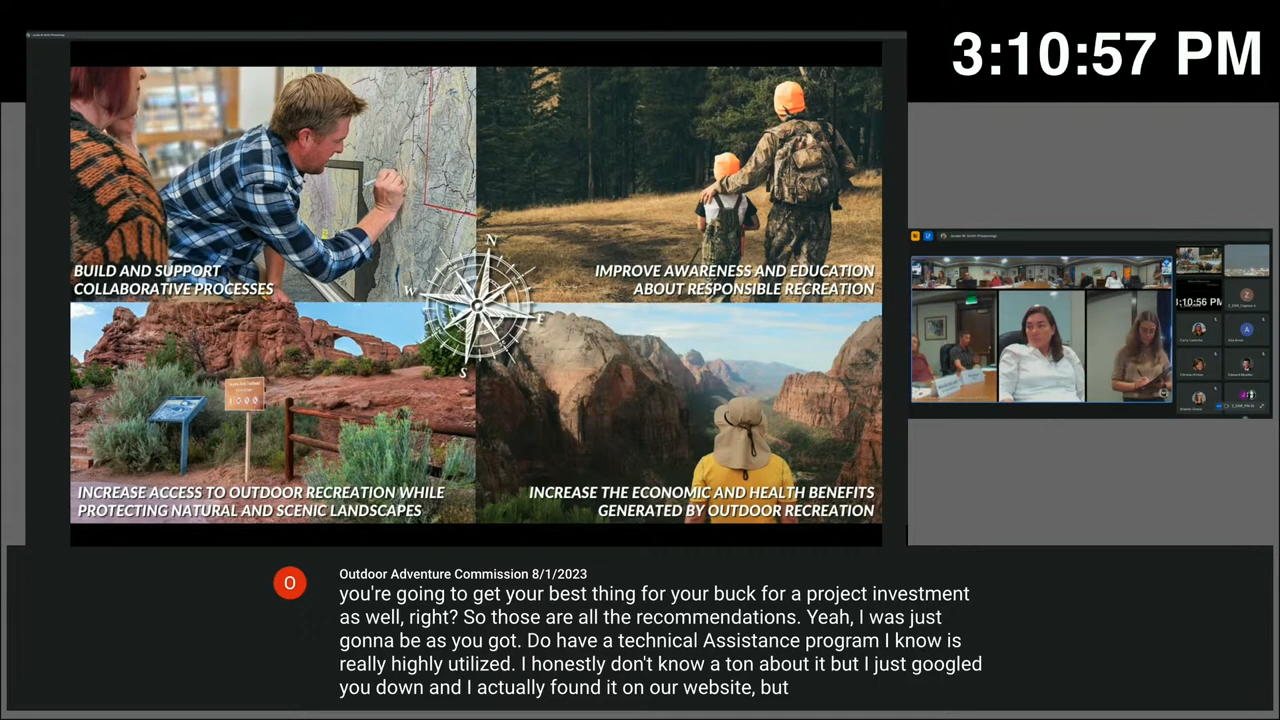 3:10:57 PM
BUILD AND SUPPORT
COLLABORATIVE PROCESSES
IMPROVE AWARENESS AND EDUCATION
ABOUT RESPONSIBLE RECREATION
N
W
E
S
INCREASE ACCESS TO OUTDOOR RECREATION WHILE
PROTECTING NATURAL AND SCENIC LANDSCAPES
INCREASE THE ECONOMIC AND HEALTH BENEFITS
GENERATED BY OUTDOOR RECREATION
3:10:56 PM
O
Outdoor Adventure Commission 8/1/2023
you're going to get your best thing for your buck for a project investment
as well, right? So those are all the recommendations. Yeah, I was just
gonna be as you got. Do have a technical Assistance program I know is
really highly utilized. I honestly don't know a ton about it but I just googled
you down and I actually found it on our website, but